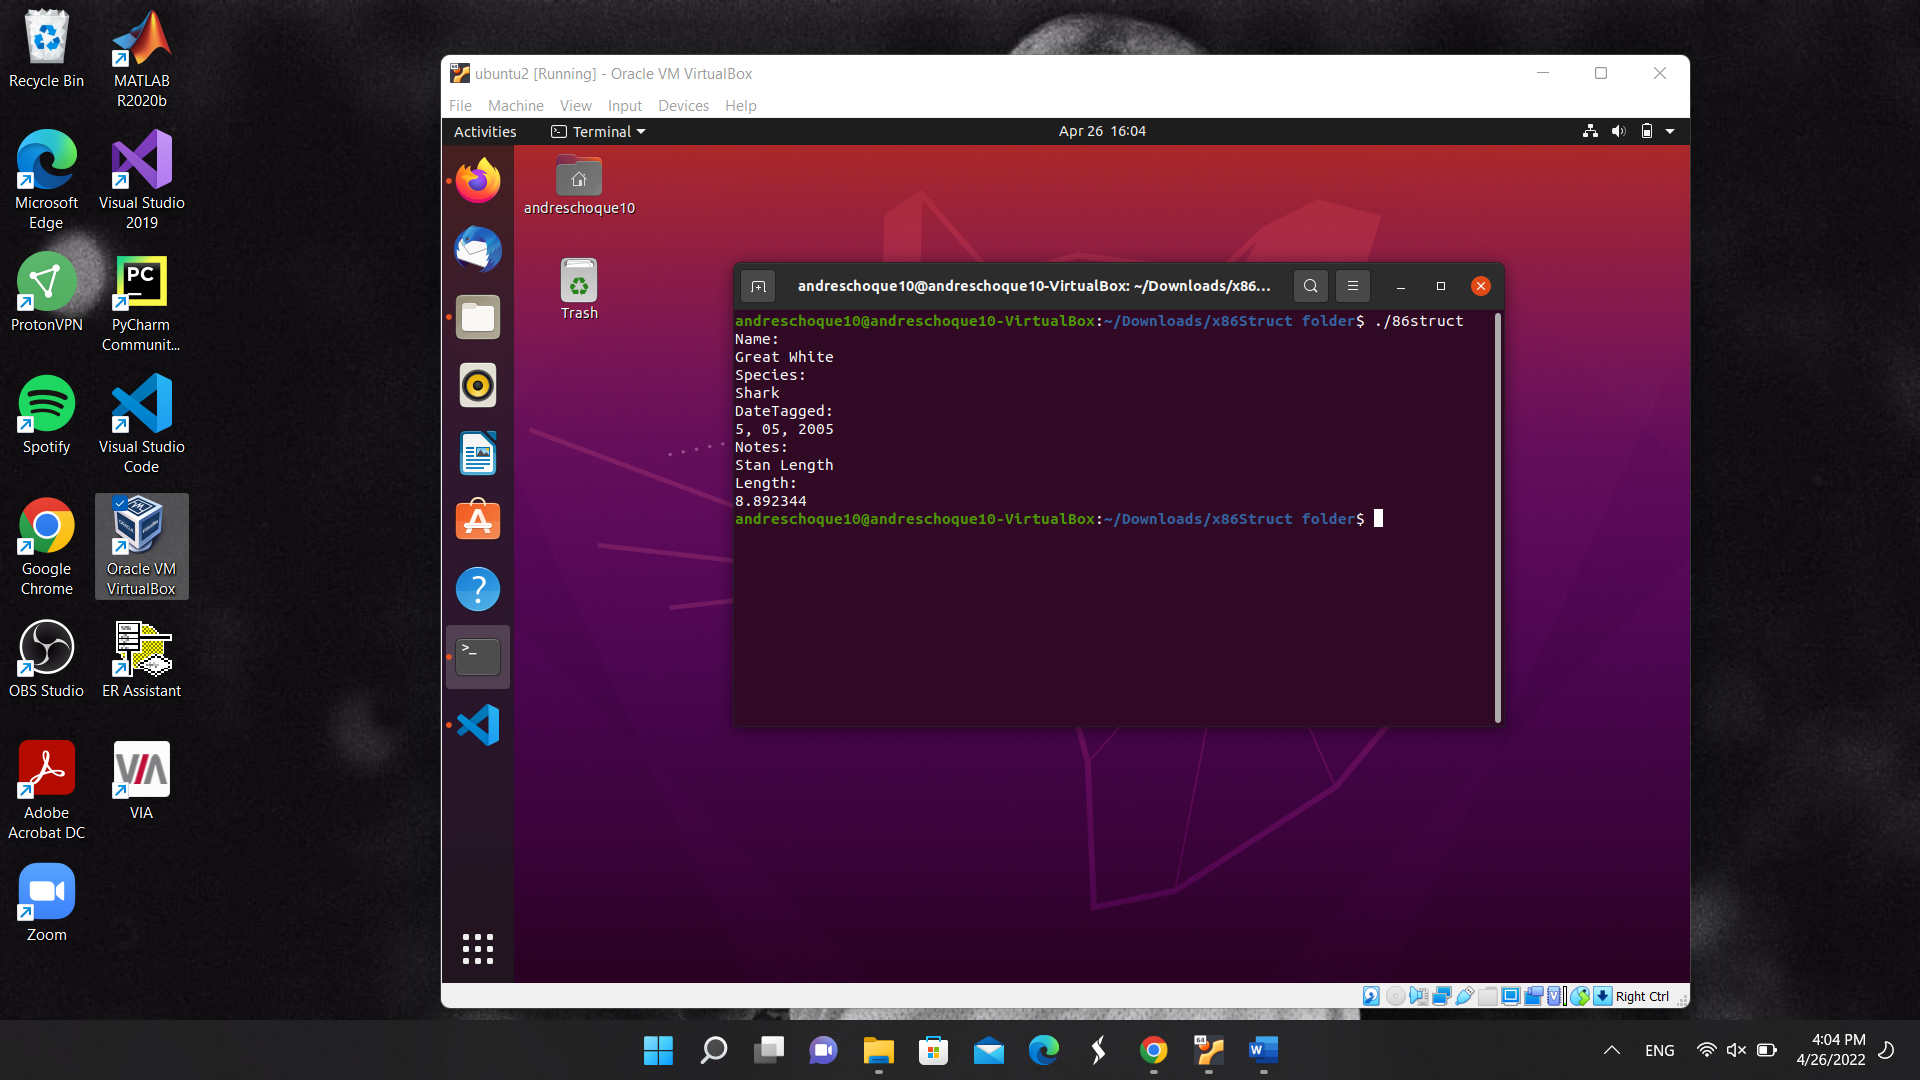 Recycle Bin
MATLAB
R2020b
Microsoft
Edge
Visual Studio
2019
ProtonVPN
PC
PyCharm
Communit...
Spotify
Visual Studio
Code
Google
Chrome
Oracle VM
VirtualBox
OBS Studio
ER Assistant
Adobe
Acrobat DC
VIA
VIA
Zoom
ubuntu2 [Running] - Oracle VM VirtualBox
File Machine View Input Devices Help
Activities Terminal Apr 26 16:04
andreschoque10
Trash
andreschoque10@andreschoque10-VirtualBox: ~/Downloads/x86...
andreschoque10@andreschoque10-VirtualBox:~/Downloads/x86Struct folder$ ./86struct
Name:
Great White
Species:
Shark
DateTagged:
5, 05, 2005
Notes:
Stan Length
Length:
8.892344
andreschoque10@andreschoque10-VirtualBox:~/Downloads/x86Struct folder$
Right Ctrl
ENG
4:04 PM
4/26/2022